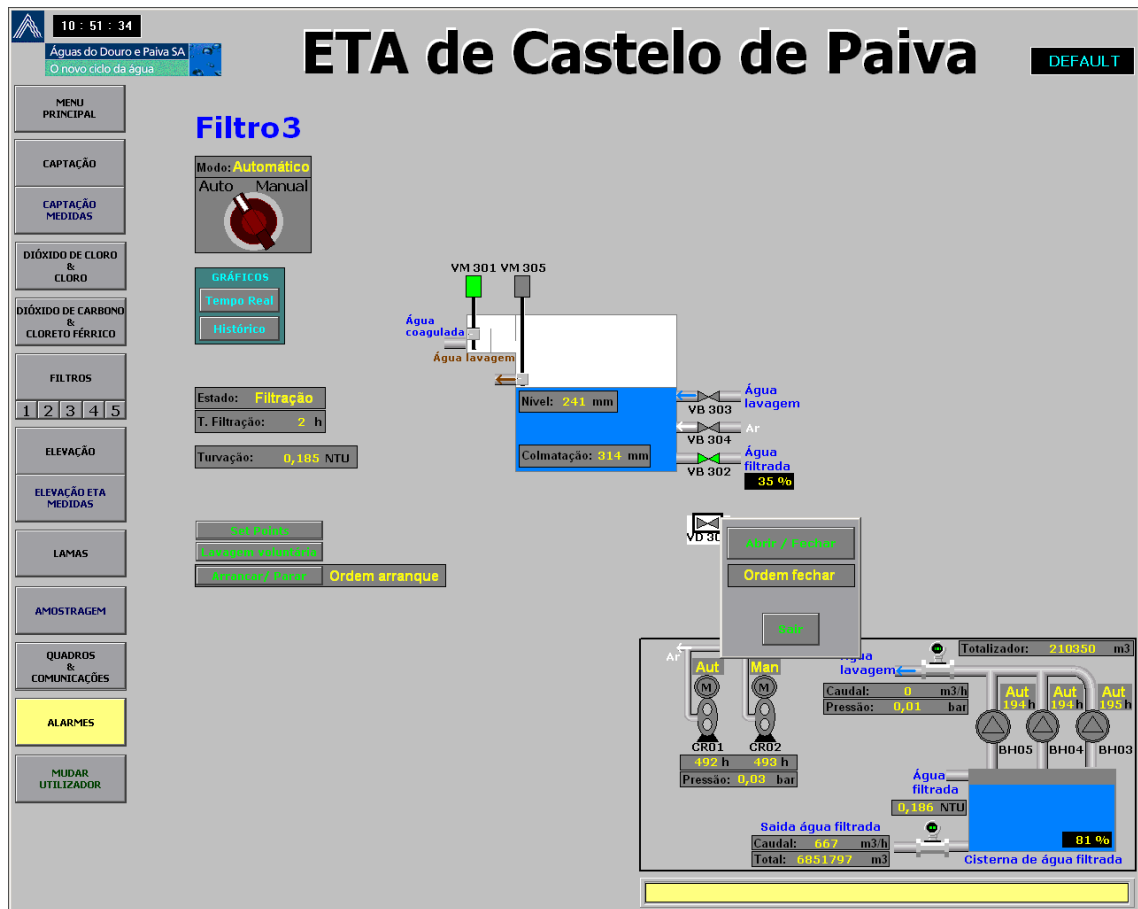 10 : 51 : 34
Águas do Douro e Paiva SA
O novo ciclo da água
ETA de Castelo de Paiva
DEFAULT
MENU
PRINCIPAL
CAPTAÇÃO
CAPTAÇÃO
MEDIDAS
DIÓXIDO DE CLORO
&
CLORO
DIÓXIDO DE CARBONO
&
CLORETO FÉRRICO
FILTROS
1 2 3 4 5
ELEVAÇÃO
ELEVAÇÃO ETA
MEDIDAS
LAMAS
AMOSTRAGEM
QUADROS
&
COMUNICAÇÕES
ALARMES
MUDAR
UTILIZADOR
Filtro3
Modo: Automático
Auto Manual
GRÁFICOS
Tempo Real
Histórico
Estado: Filtração
T. Filtração: 2 h
Turvação: 0,185 NTU
Set Points
Lavagem voluntária
Arrancar/ Parar Ordem arranque
VM 301 VM 305
Água
coagulada
Água lavagem
Nível: 241 mm
Colmatação: 314 mm
Água
lavagem
VB 303
Ar
VB 304
Água
filtrada
VB 302
35 %
VD 30
Abrir / Fechar
Ordem fechar
Sair
Ar
Aut Man
M M
CR01 CR02
492 h 493 h
Pressão: 0,03 bar
lavagem
Totalizador: 210350 m3
Caudal: 0 m3/h
Pressão: 0,01 bar
Aut Aut Aut
194 h 194 h 195 h
BH05 BH04 BH03
Água
filtrada
0,186 NTU
Saida água filtrada
Caudal: 667 m3/h
Total: 6851797 m3
81 %
Cisterna de água filtrada